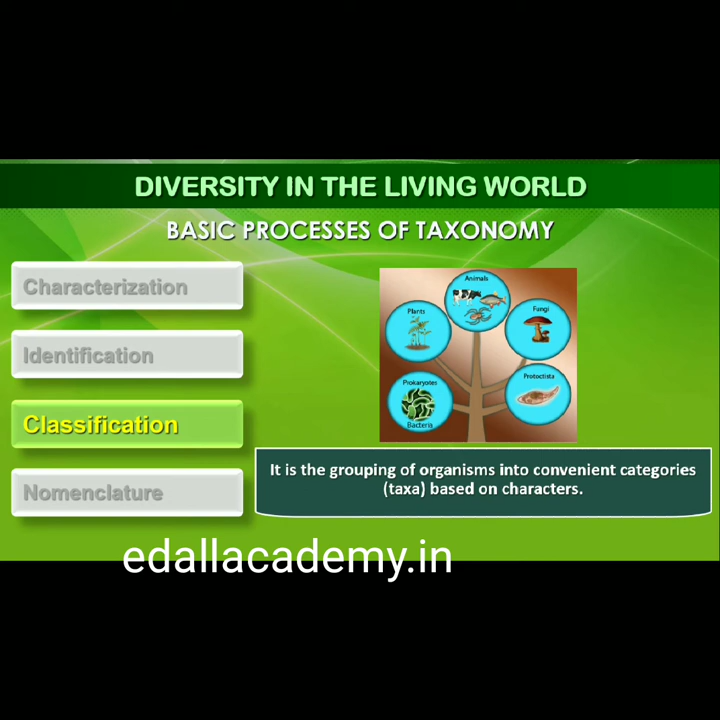 DIVERSITY IN THE LIVING WORLD
BASIC PROCESSES OF TAXONOMY
Characterization
Identification
Classification
Nomenclature
Animals
Plants
Fungi
Prokaryotes
Bacteria
Protoctista
It is the grouping of organisms into convenient categories
(taxa) based on characters.
edallacademy.in